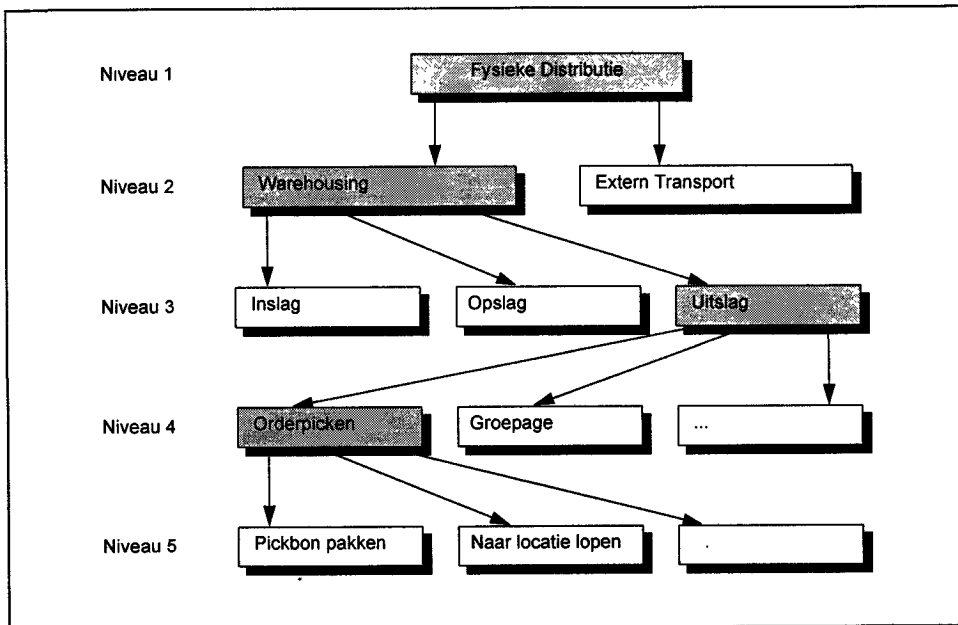 Niveau 1
Fysieke Distributie
Niveau 2
Warehousing
Extern Transport
Niveau 3
Inslag
Opslag
Uitslag
Niveau 4
Orderpicken
Groepage
...
Niveau 5
Pickbon pakken
Naar locatie lopen
.